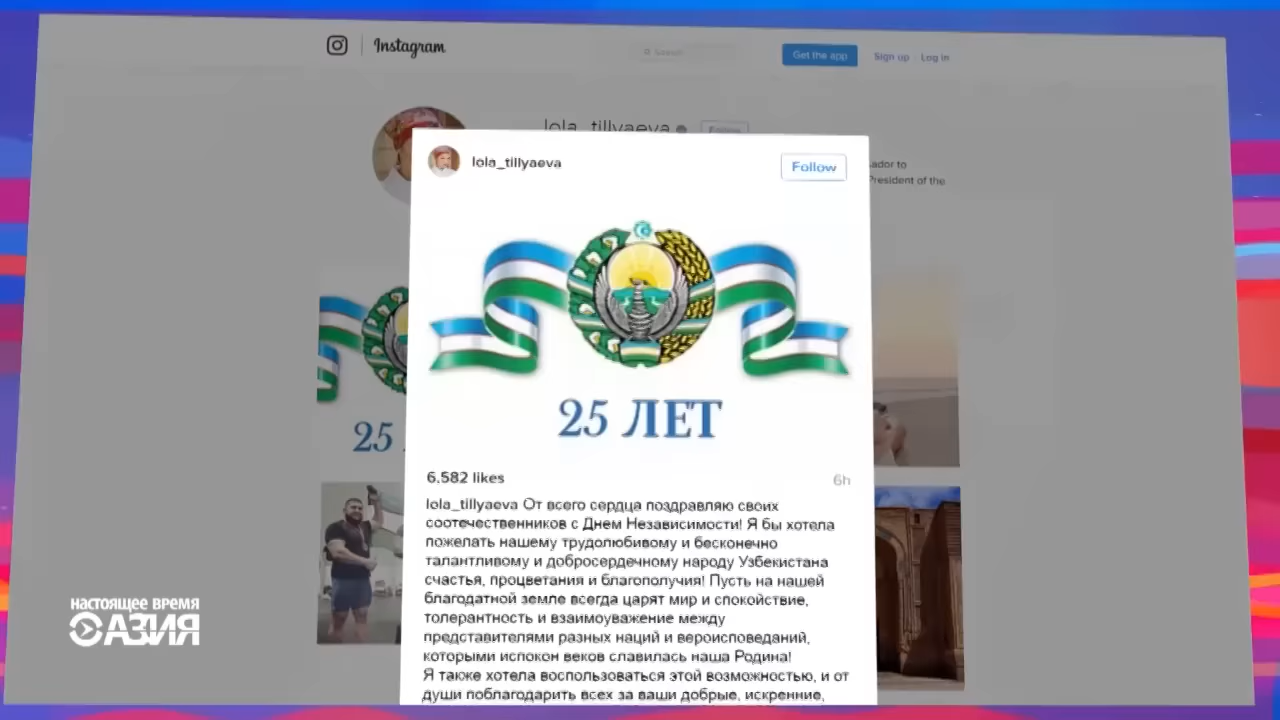 Instagram
Search
Get the app
Sign up
Log in
lola_tillyaeva
Follow
lola_tillyaeva
Follow
ador to
President of the
25 ЛЕТ
25
6.582 likes
6h
lola_tillyaeva От всего сердца поздравляю своих
соотечественников с Днем Независимости! Я бы хотела
пожелать нашему трудолюбивому и бесконечно
талантливому и добросердечному народу Узбекистана
счастья, процветания и благополучия! Пусть на нашей
благодатной земле всегда царят мир и спокойствие,
толерантность и взаимоуважение между
представителями разных наций и вероисповеданий,
которыми испокон веков славилась наша Родина!
Я также хотела воспользоваться этой возможностью, и от
души поблагодарить всех за ваши добрые, искренние,
настоящее время
АЗИЯ